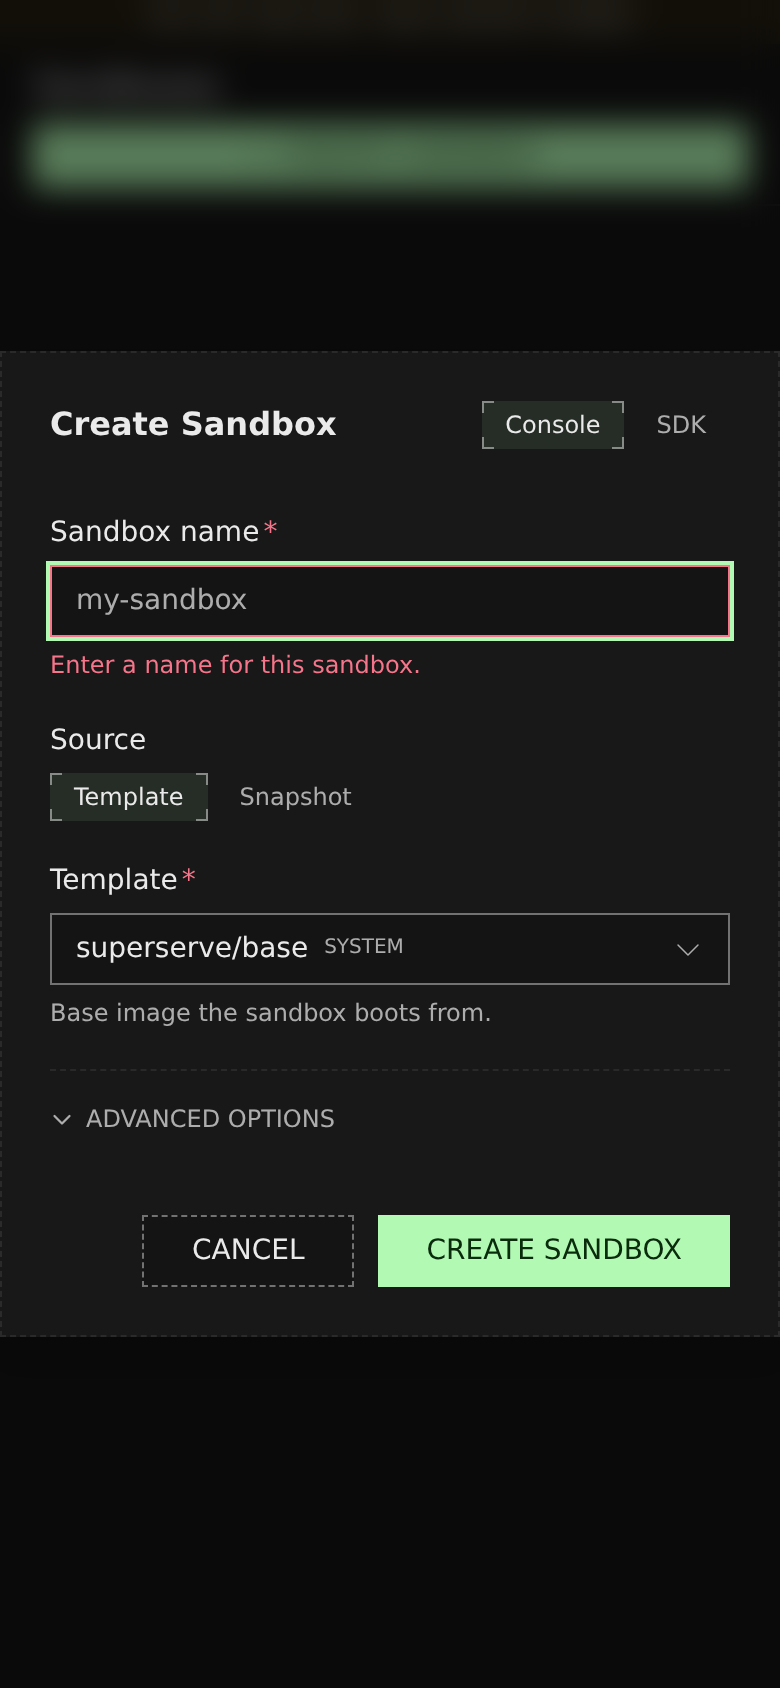 Create Sandbox
Console SDK
Sandbox name*
my-sandbox
Enter a name for this sandbox.
Source
Template Snapshot
Template*
superserve/base SYSTEM
Base image the sandbox boots from.
ADVANCED OPTIONS
CANCEL CREATE SANDBOX